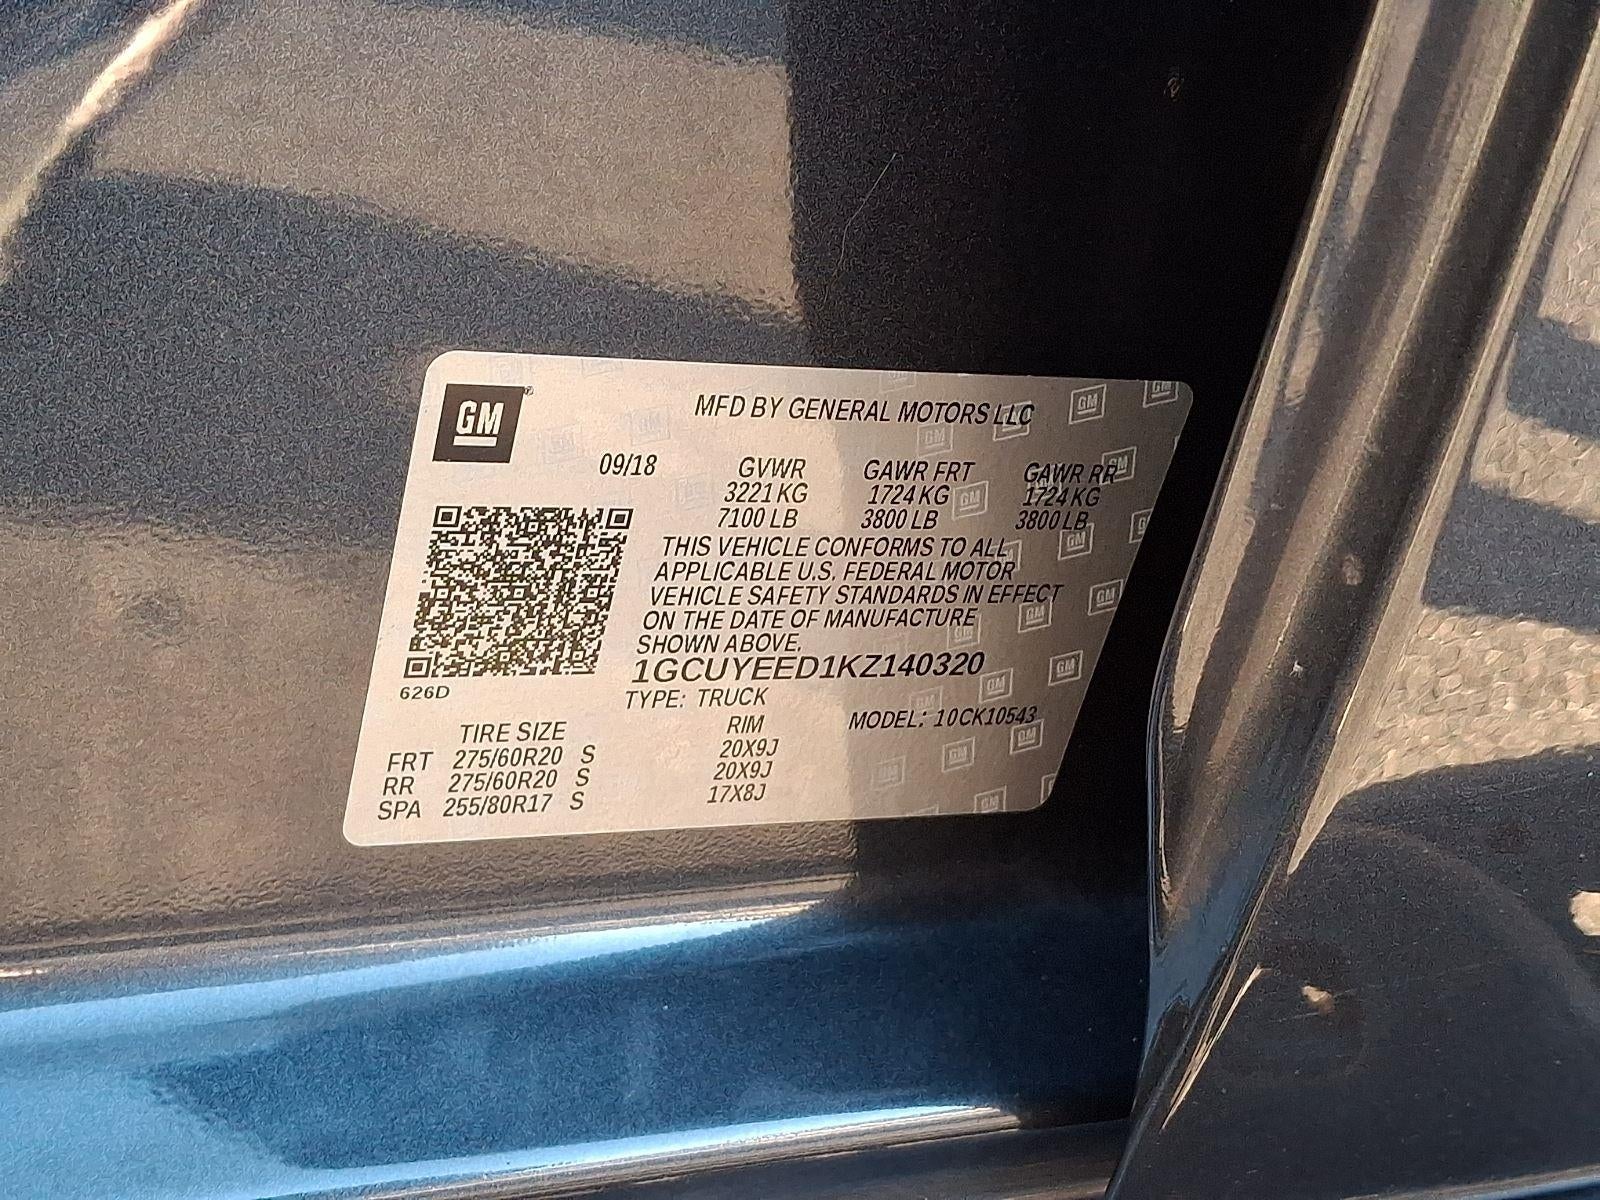 GM
MFD BY GENERAL MOTORS LLC
09/18 GVWR GAWR FRT GAWR RR
3221 KG 1724 KG 1724 KG
7100 LB 3800 LB 3800 LB
THIS VEHICLE CONFORMS TO ALL
APPLICABLE U.S. FEDERAL MOTOR
VEHICLE SAFETY STANDARDS IN EFFECT
ON THE DATE OF MANUFACTURE
SHOWN ABOVE.
1GCUYEED1KZ140320
626D
TYPE: TRUCK
MODEL: 10CK10543
TIRE SIZE RIM
FRT 275/60R20 S 20X9J
RR 275/60R20 S 20X9J
SPA 255/80R17 S 17X8J